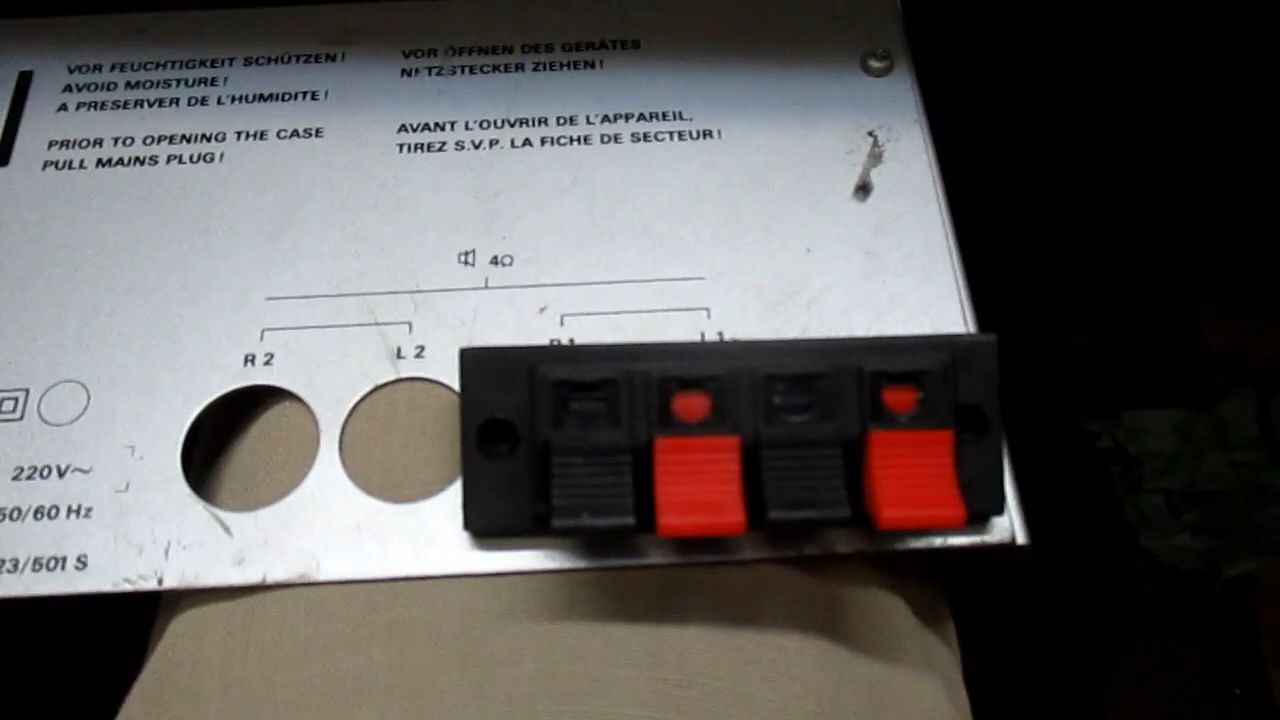 VOR FEUCHTIGKEIT SCHÜTZEN!
AVOID MOISTURE!
A PRESERVER DE L'HUMIDITE!
PRIOR TO OPENING THE CASE
PULL MAINS PLUG!
VOR ÖFFNEN DES GERÄTES
NETZSTECKER ZIEHEN!
AVANT L'OUVRIR DE L'APPAREIL,
TIREZ S.V.P. LA FICHE DE SECTEUR!
4Ω
R 2
L 2
R1
L1
220V~
50/60 Hz
23/501 S